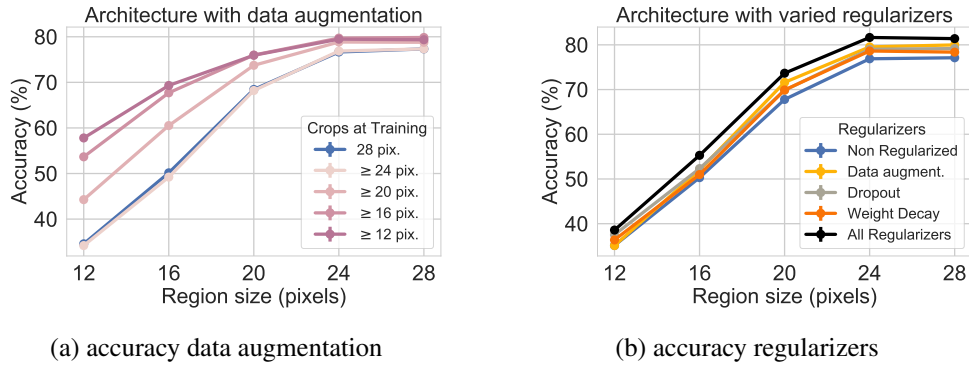 Architecture with data augmentation
80
70
60
50
40
Accuracy (%)
Crops at Training
28 pix.
≥ 24 pix.
≥ 20 pix.
≥ 16 pix.
≥ 12 pix.
12 16 20 24 28
Region size (pixels)
(a) accuracy data augmentation
Architecture with varied regularizers
80
70
60
50
40
Accuracy (%)
Regularizers
Non Regularized
Data augment.
Dropout
Weight Decay
All Regularizers
12 16 20 24 28
Region size (pixels)
(b) accuracy regularizers